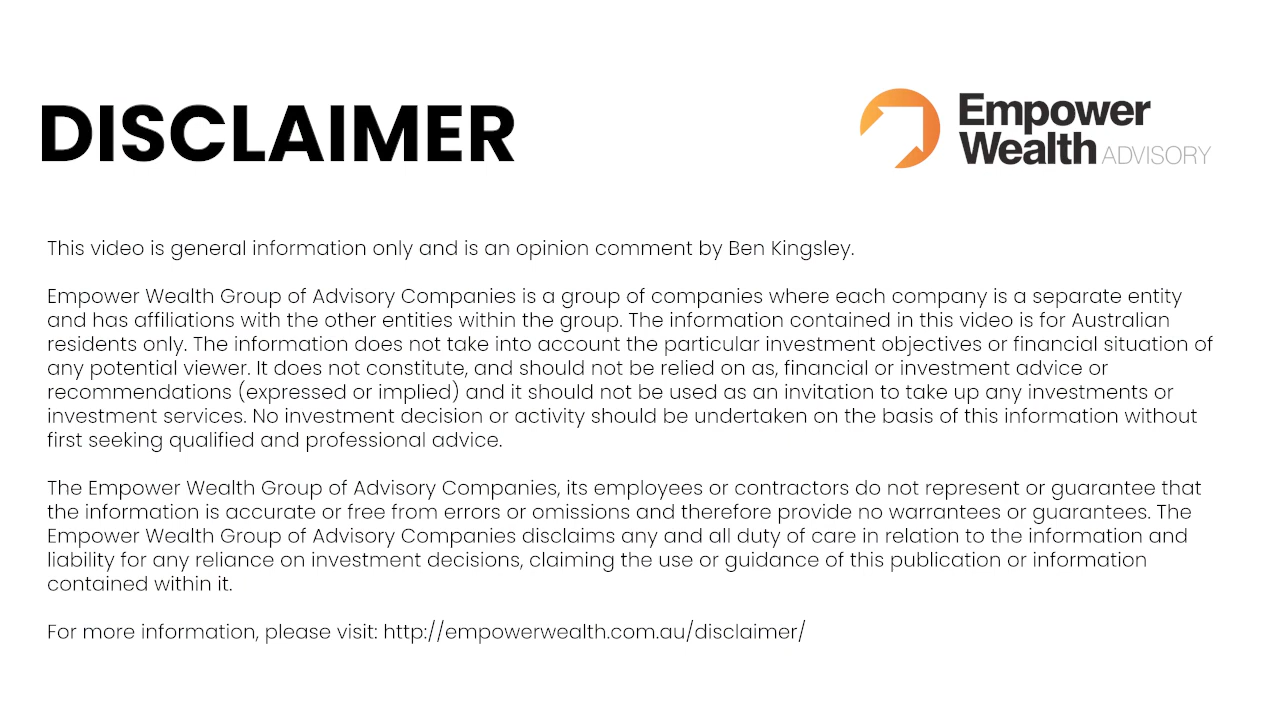 DISCLAIMER
Empower
Wealth ADVISORY
This video is general information only and is an opinion comment by Ben Kingsley.
Empower Wealth Group of Advisory Companies is a group of companies where each company is a separate entity
and has affiliations with the other entities within the group. The information contained in this video is for Australian
residents only. The information does not take into account the particular investment objectives or financial situation of
any potential viewer. It does not constitute, and should not be relied on as, financial or investment advice or
recommendations (expressed or implied) and it should not be used as an invitation to take up any investments or
investment services. No investment decision or activity should be undertaken on the basis of this information without
first seeking qualified and professional advice.
The Empower Wealth Group of Advisory Companies, its employees or contractors do not represent or guarantee that
the information is accurate or free from errors or omissions and therefore provide no warrantees or guarantees. The
Empower Wealth Group of Advisory Companies disclaims any and all duty of care in relation to the information and
liability for any reliance on investment decisions, claiming the use or guidance of this publication or information
contained within it.
For more information, please visit: http://empowerwealth.com.au/disclaimer/